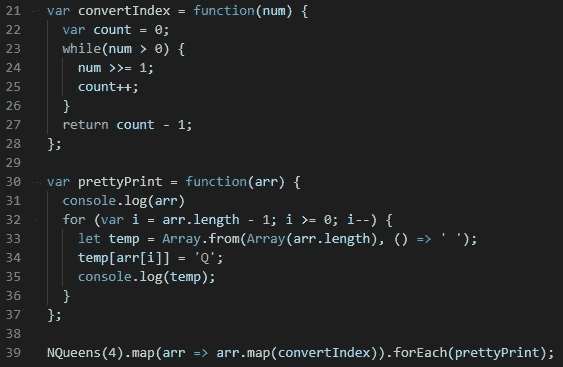 21 var convertIndex = function(num) {
22   var count = 0;
23   while(num > 0) {
24     num >>= 1;
25     count++;
26   }
27   return count - 1;
28 };
29
30 var prettyPrint = function(arr) {
31   console.log(arr)
32   for (var i = arr.length - 1; i >= 0; i--) {
33     let temp = Array.from(Array(arr.length), () => ' ');
34     temp[arr[i]] = 'Q';
35     console.log(temp);
36   }
37 };
38
39 NQueens(4).map(arr => arr.map(convertIndex)).forEach(prettyPrint);